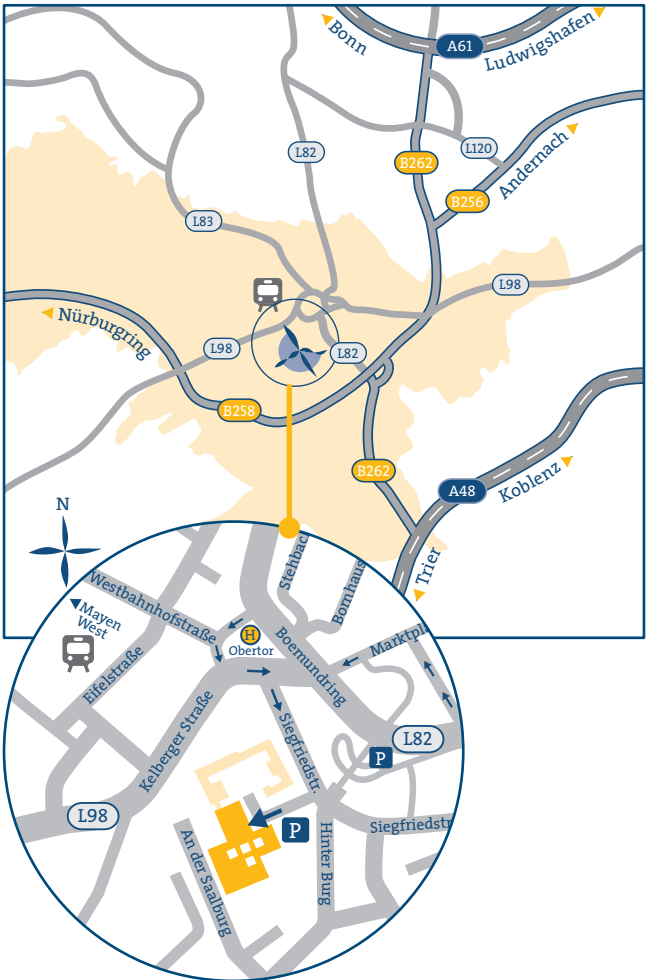 Bonn
A61
Ludwigshafen
L82
B262
L120
Andernach
B256
L83
L98
Nürburgring
L98
L82
B258
B262
A48
Koblenz
Trier
N
Mayen
West
Westbahnhofstraße
Stehbac
Bornhaus
H
Obertor
Boemundring
Marktpl
Eifelstraße
Kelberger Straße
Siegfriedstr.
L82
P
L98
P
Siegfriedstr
An der Saalburg
Hinter Burg